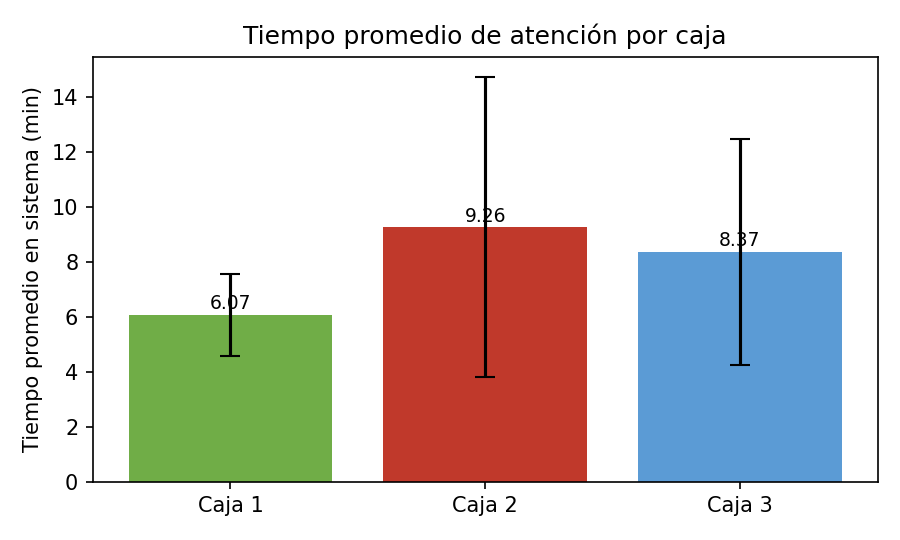 Tiempo promedio de atención por caja
Tiempo promedio en sistema (min)
14
12
10
8
6
4
2
0
6.07
9.26
8.37
Caja 1
Caja 2
Caja 3